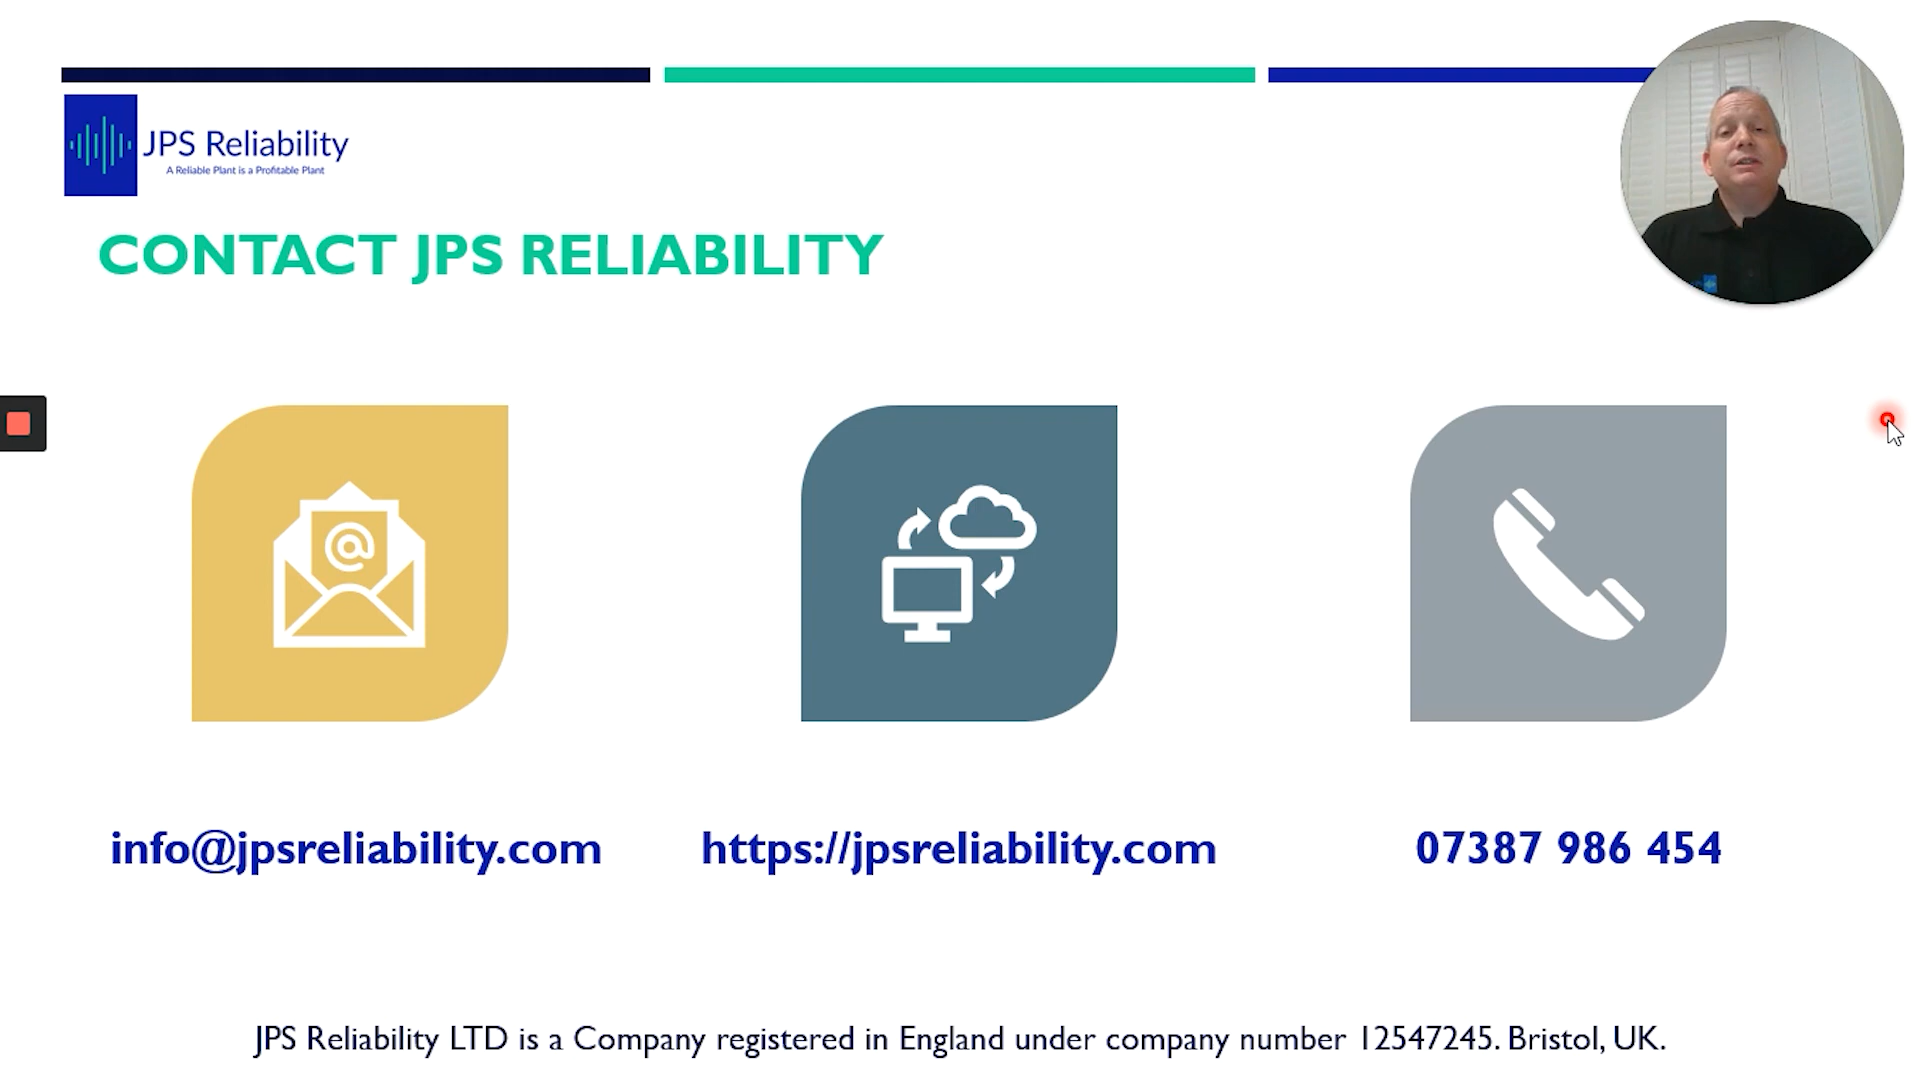 JPS Reliability
A Reliable Plant is a Profitable Plant
CONTACT JPS RELIABILITY
@
info@jpsreliability.com
https://jpsreliability.com
07387 986 454
JPS Reliability LTD is a Company registered in England under company number 12547245. Bristol, UK.